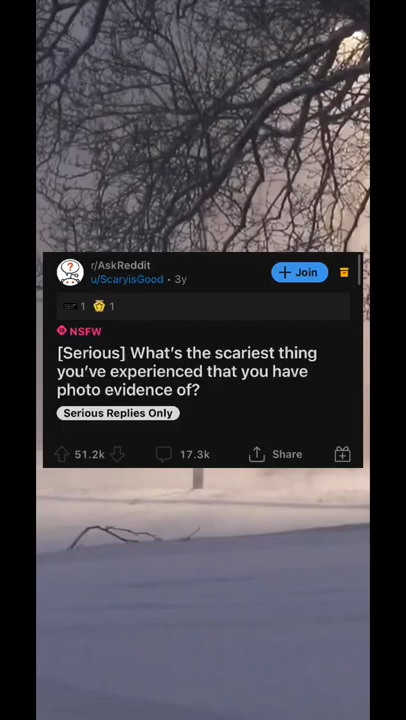 r/AskReddit
u/ScaryisGood · 3y
+ Join
1 1
NSFW
[Serious] What's the scariest thing
you've experienced that you have
photo evidence of?
Serious Replies Only
51.2k 17.3k Share